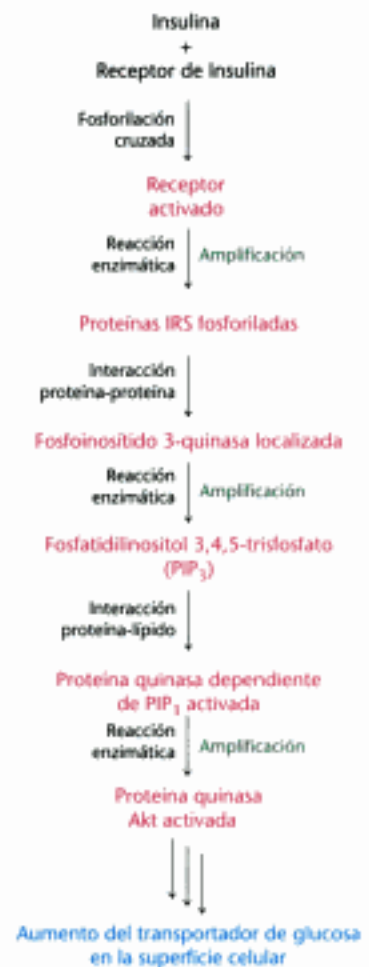 Insulina
+
Receptor de Insulina
Fosforilación
cruzada
Receptor
activado
Reacción
enzimática
Amplificación
Proteínas IRS fosforiladas
Interacción
proteína-proteína
Fosfoinosítido 3-quinasa localizada
Reacción
enzimática
Amplificación
Fosfatidilinositol 3,4,5-trisfosfato
(PIP₃)
Interacción
proteína-lípido
Proteína quinasa dependiente
de PIP₃ activada
Reacción
enzimática
Amplificación
Proteína quinasa
Akt activada
Aumento del transportador de glucosa
en la superficie celular